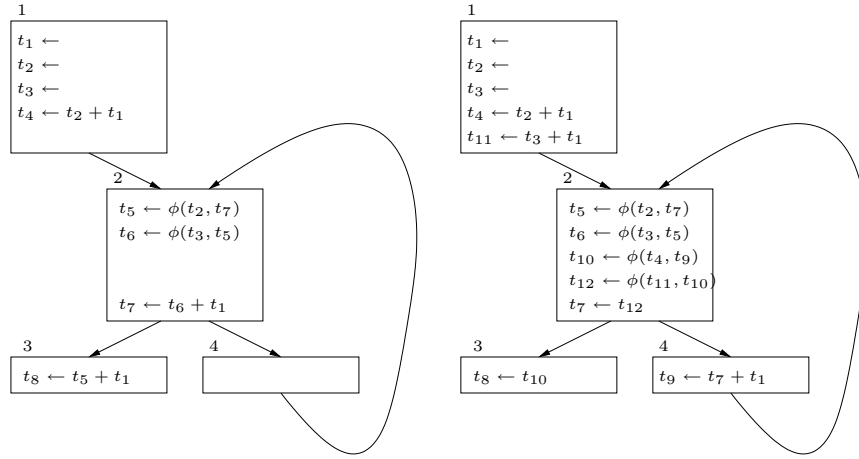 1
t₁ ←
t₂ ←
t₃ ←
t₄ ← t₂ + t₁
2
t₅ ← ϕ(t₂, t₇)
t₆ ← ϕ(t₃, t₅)
t₇ ← t₆ + t₁
3
t₈ ← t₅ + t₁
4
1
t₁ ←
t₂ ←
t₃ ←
t₄ ← t₂ + t₁
t₁₁ ← t₃ + t₁
2
t₅ ← ϕ(t₂, t₇)
t₆ ← ϕ(t₃, t₅)
t₁₀ ← ϕ(t₄, t₉)
t₁₂ ← ϕ(t₁₁, t₁₀)
t₇ ← t₁₂
3
t₈ ← t₁₀
4
t₉ ← t₇ + t₁